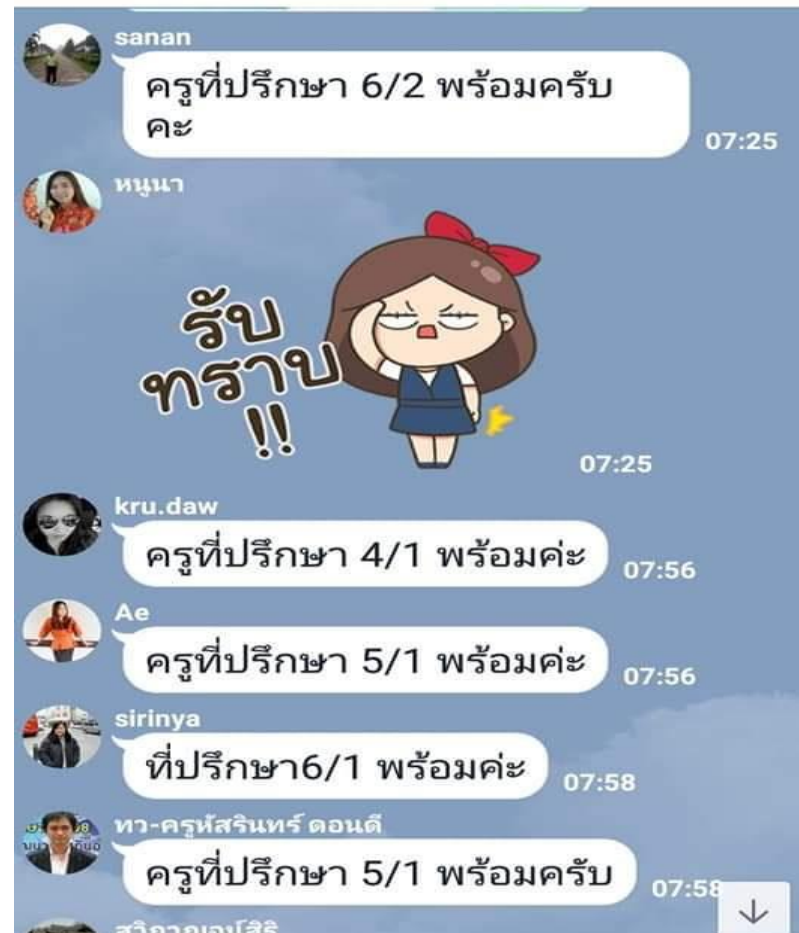 sanan
ครูที่ปรึกษา 6/2 พร้อมครับ
คะ
07:25
หนูนา
รับ
ทราบ
!!
07:25
kru.daw
ครูที่ปรึกษา 4/1 พร้อมค่ะ
07:56
Ae
ครูที่ปรึกษา 5/1 พร้อมค่ะ
07:56
sirinya
ที่ปรึกษา6/1 พร้อมค่ะ
07:58
ทว-ครูหัสรินทร์ ดอนดี
ครูที่ปรึกษา 5/1 พร้อมครับ
07:58